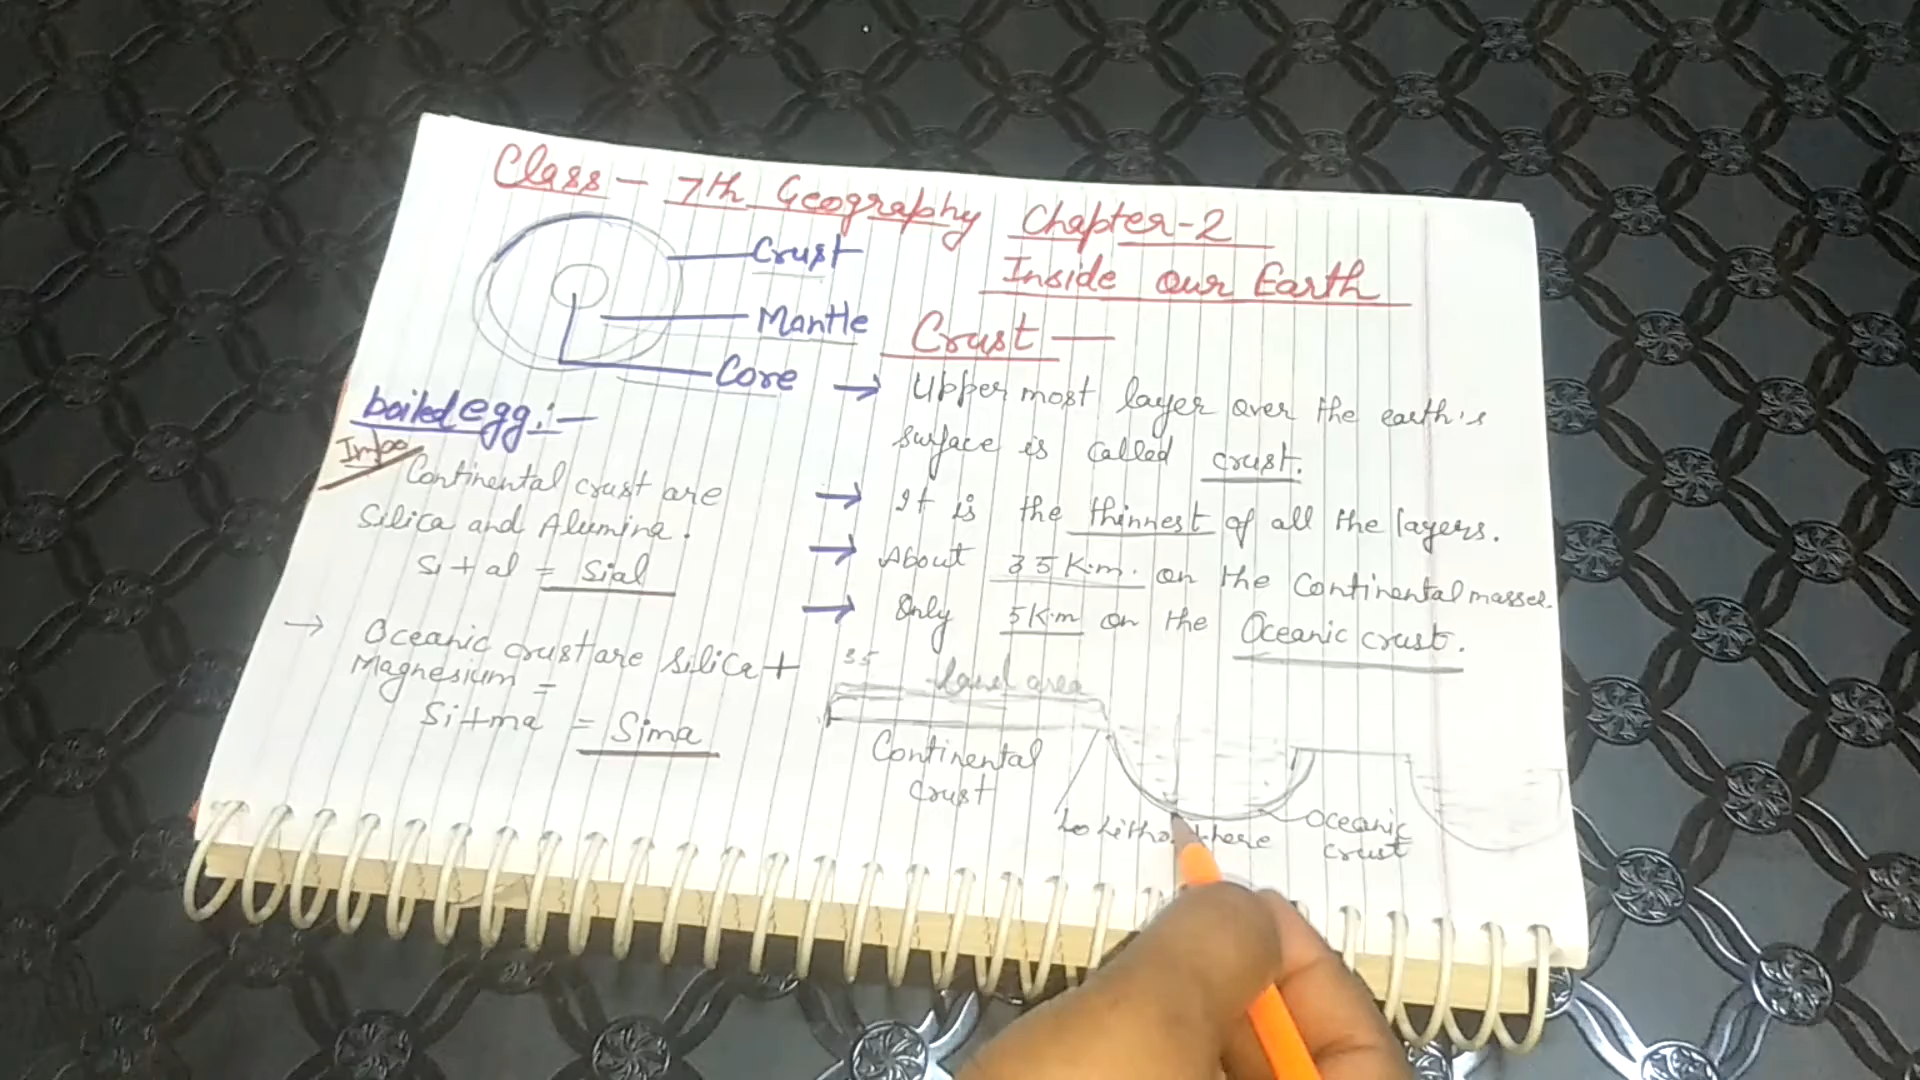 Class - 7th Geography Chapter-2
Inside Our Earth
Crust
Mantle
Core
boiled egg :-
Impo
Continental crust are
Silica and Alumina.
Si + al = Sial
→ Oceanic crust are silica +
Magnesium =
Si+ma = Sima
Crust —
→ Upper most layer over the earth's
surface is called crust.
→ It is the thinnest of all the layers.
→ About 35 K.m. on the Continental masses.
→ Only 5 K.m on the Oceanic crust.
35
land area
Continental
crust
Oceanic
crust